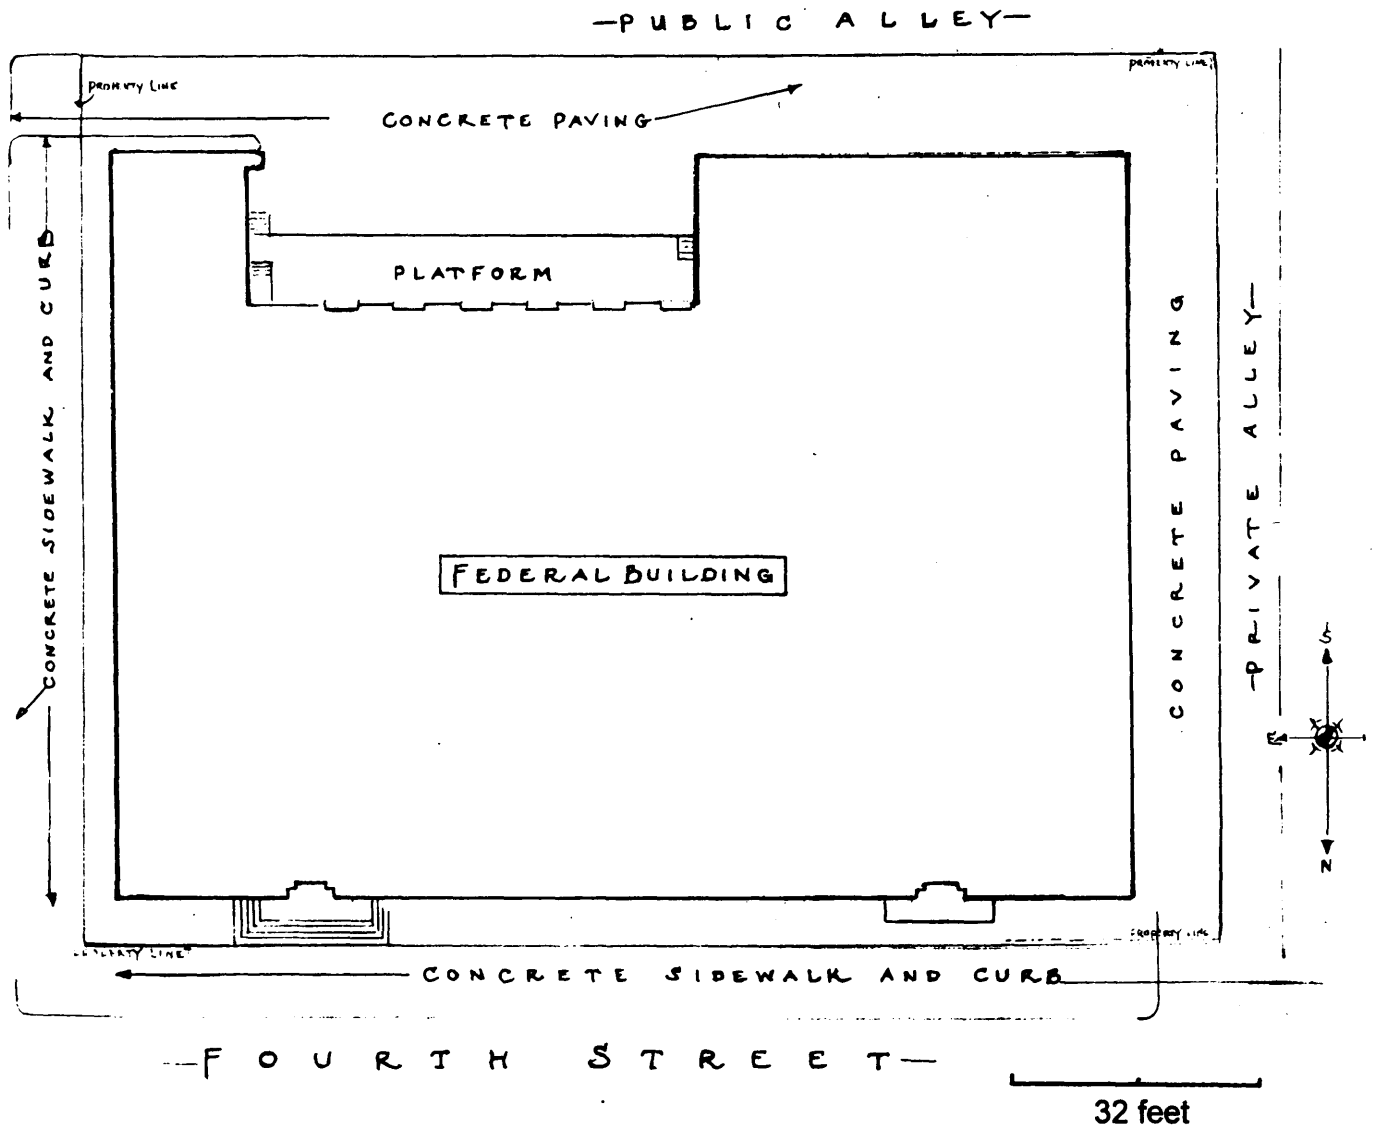 —PUBLIC ALLEY—
PROPERTY LINE
PROPERTY LINE
CONCRETE PAVING
CONCRETE SIDEWALK AND CURB
PLATFORM
CONCRETE PAVING
—PRIVATE ALLEY—
FEDERAL BUILDING
S
E
N
PROPERTY LINE
PROPERTY LINE
CONCRETE SIDEWALK AND CURB
—FOURTH STREET—
32 feet